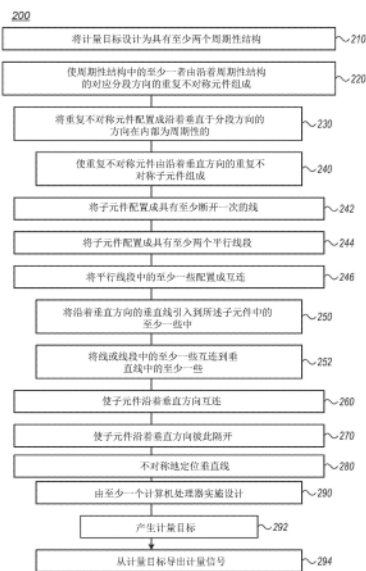 200
将计量目标设计为具有至少两个周期性结构
210
使周期性结构中的至少一者由沿着周期性结构
的对应分段方向的重复不对称元件组成
220
将重复不对称元件配置成沿着垂直于分段方向的
方向在内部为周期性的
230
使重复不对称元件由沿着垂直方向的重复不
对称子元件组成
240
将子元件配置成具有至少断开一次的线
242
将子元件配置成具有至少两个平行线段
244
将平行线段中的至少一些配置成互连
246
将沿着垂直方向的垂直线引入到所述子元件中的
至少一些中
250
将线或线段中的至少一些互连到垂
直线中的至少一些
252
使子元件沿着垂直方向互连
260
使子元件沿着垂直方向彼此隔开
270
不对称地定位垂直线
280
由至少一个计算机处理器实施设计
290
产生计量目标
292
从计量目标导出计量信号
294